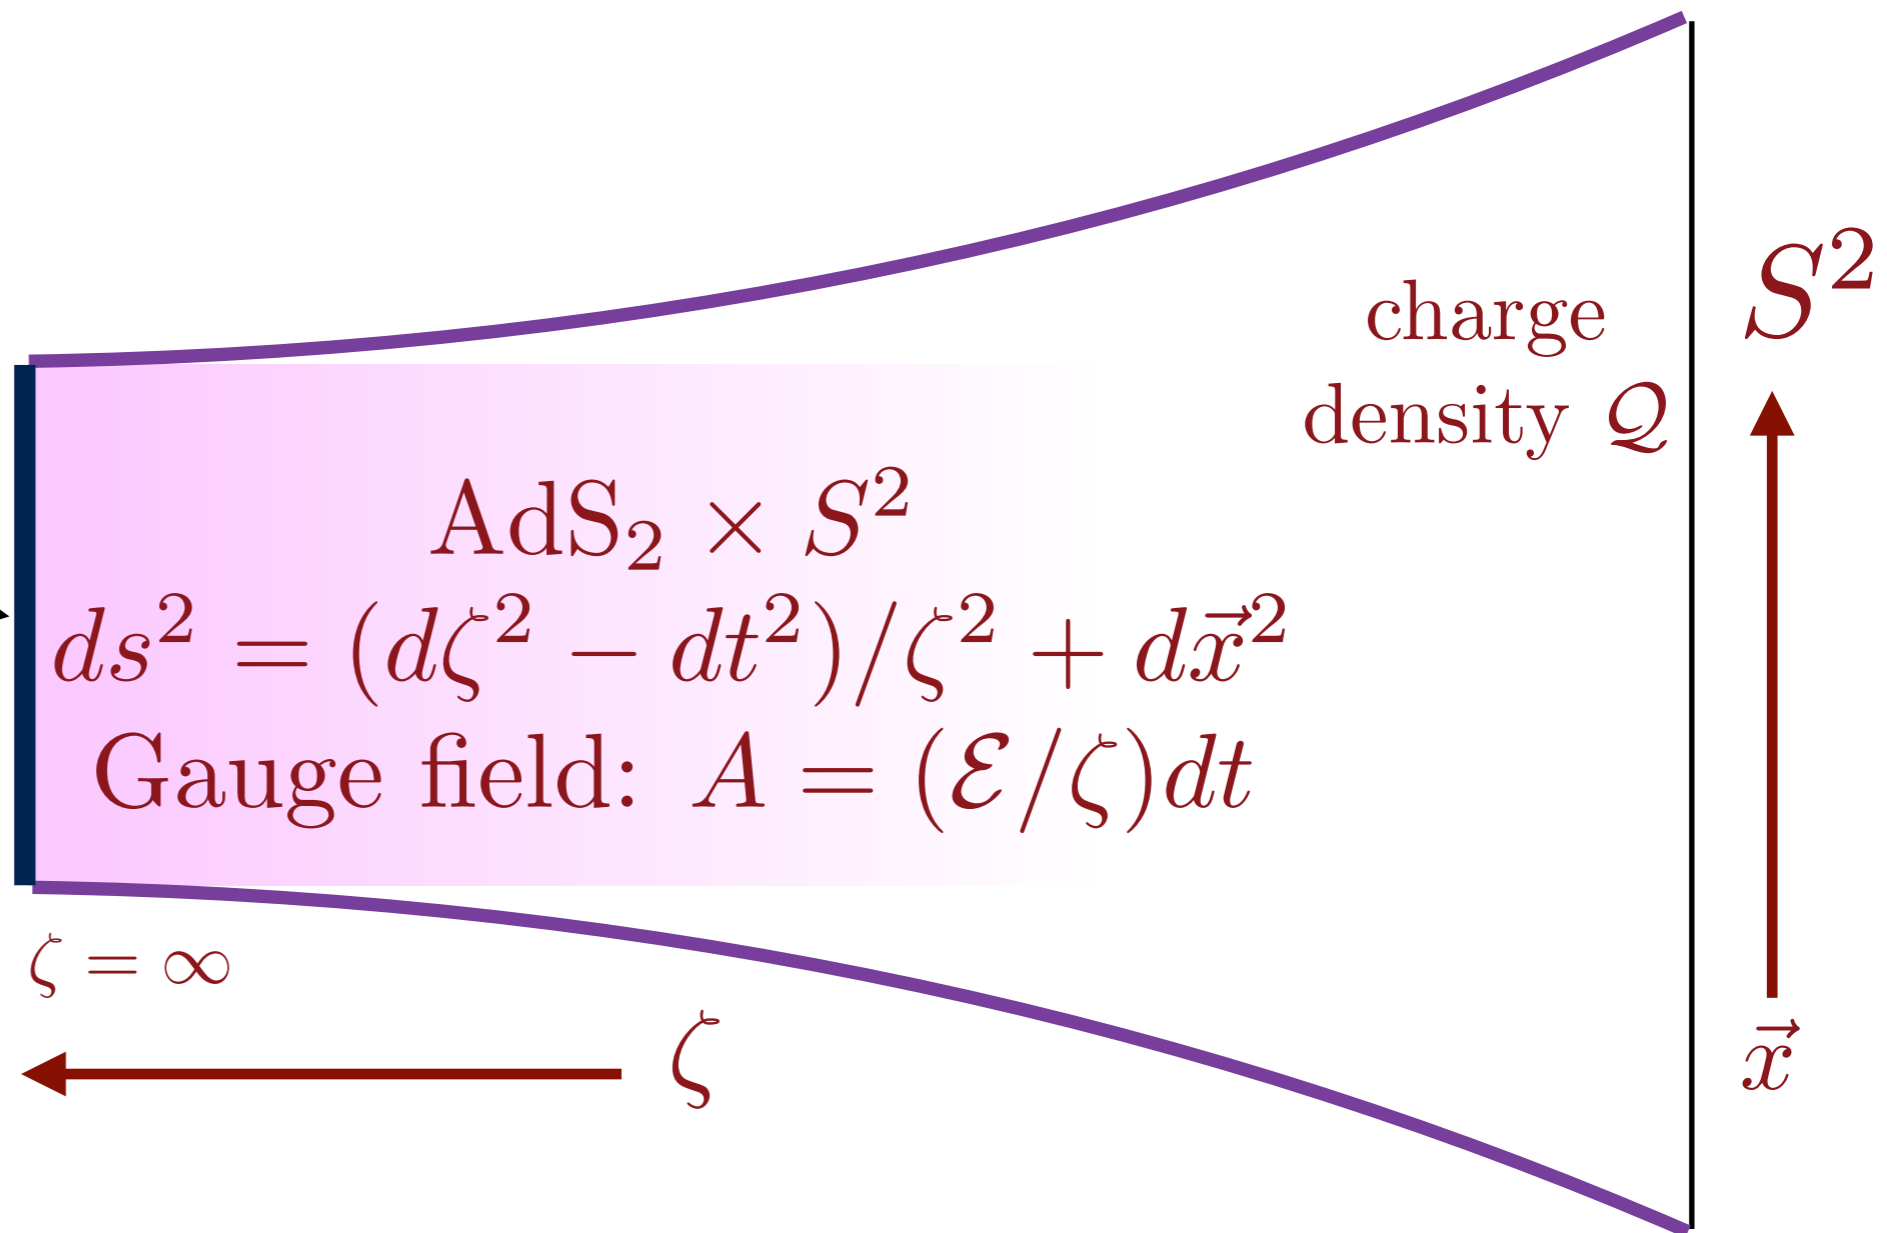 S²
charge
density 𝒬
AdS₂ × S²
ds² = (dζ² − dt²)/ζ² + dx⃗²
Gauge field: A = (ℰ/ζ)dt
ζ = ∞
ζ
x⃗